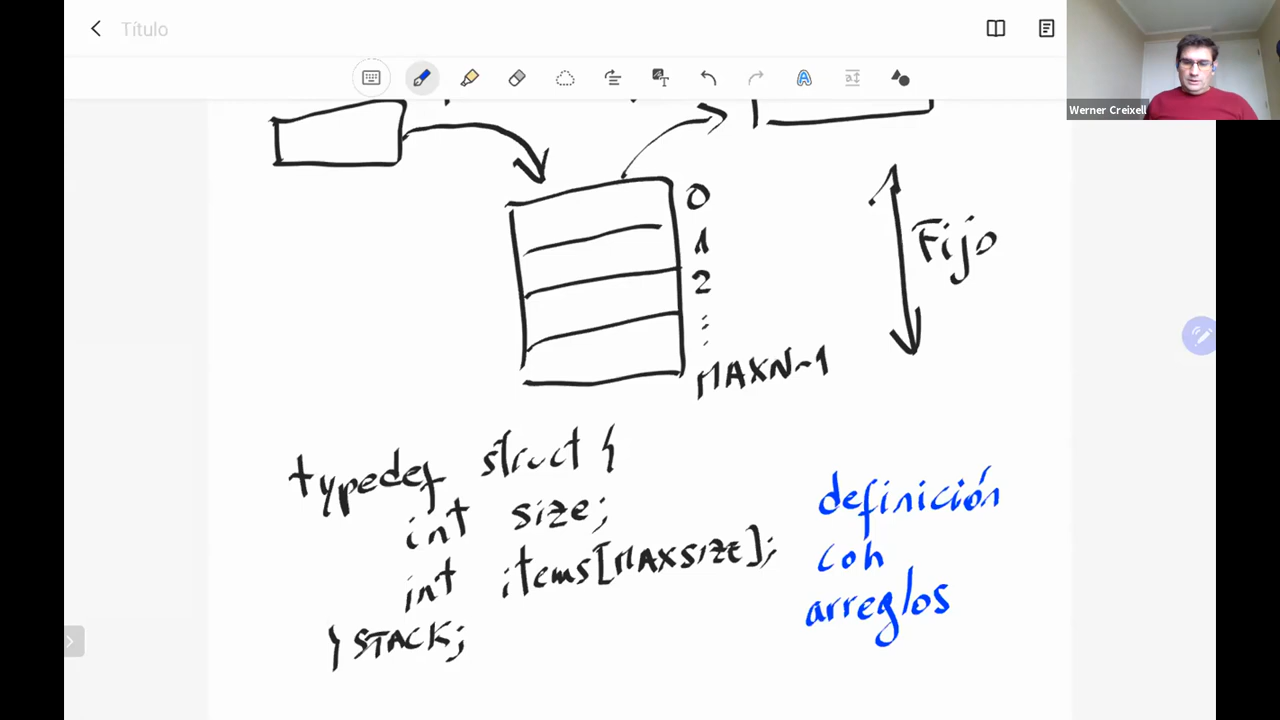 Título
Werner Creixell
0
1
2
Fijo
⋮
MAXN-1
typedef struct {
int size;
int items[MAXSIZE];
} STACK;
definición
con
arreglos